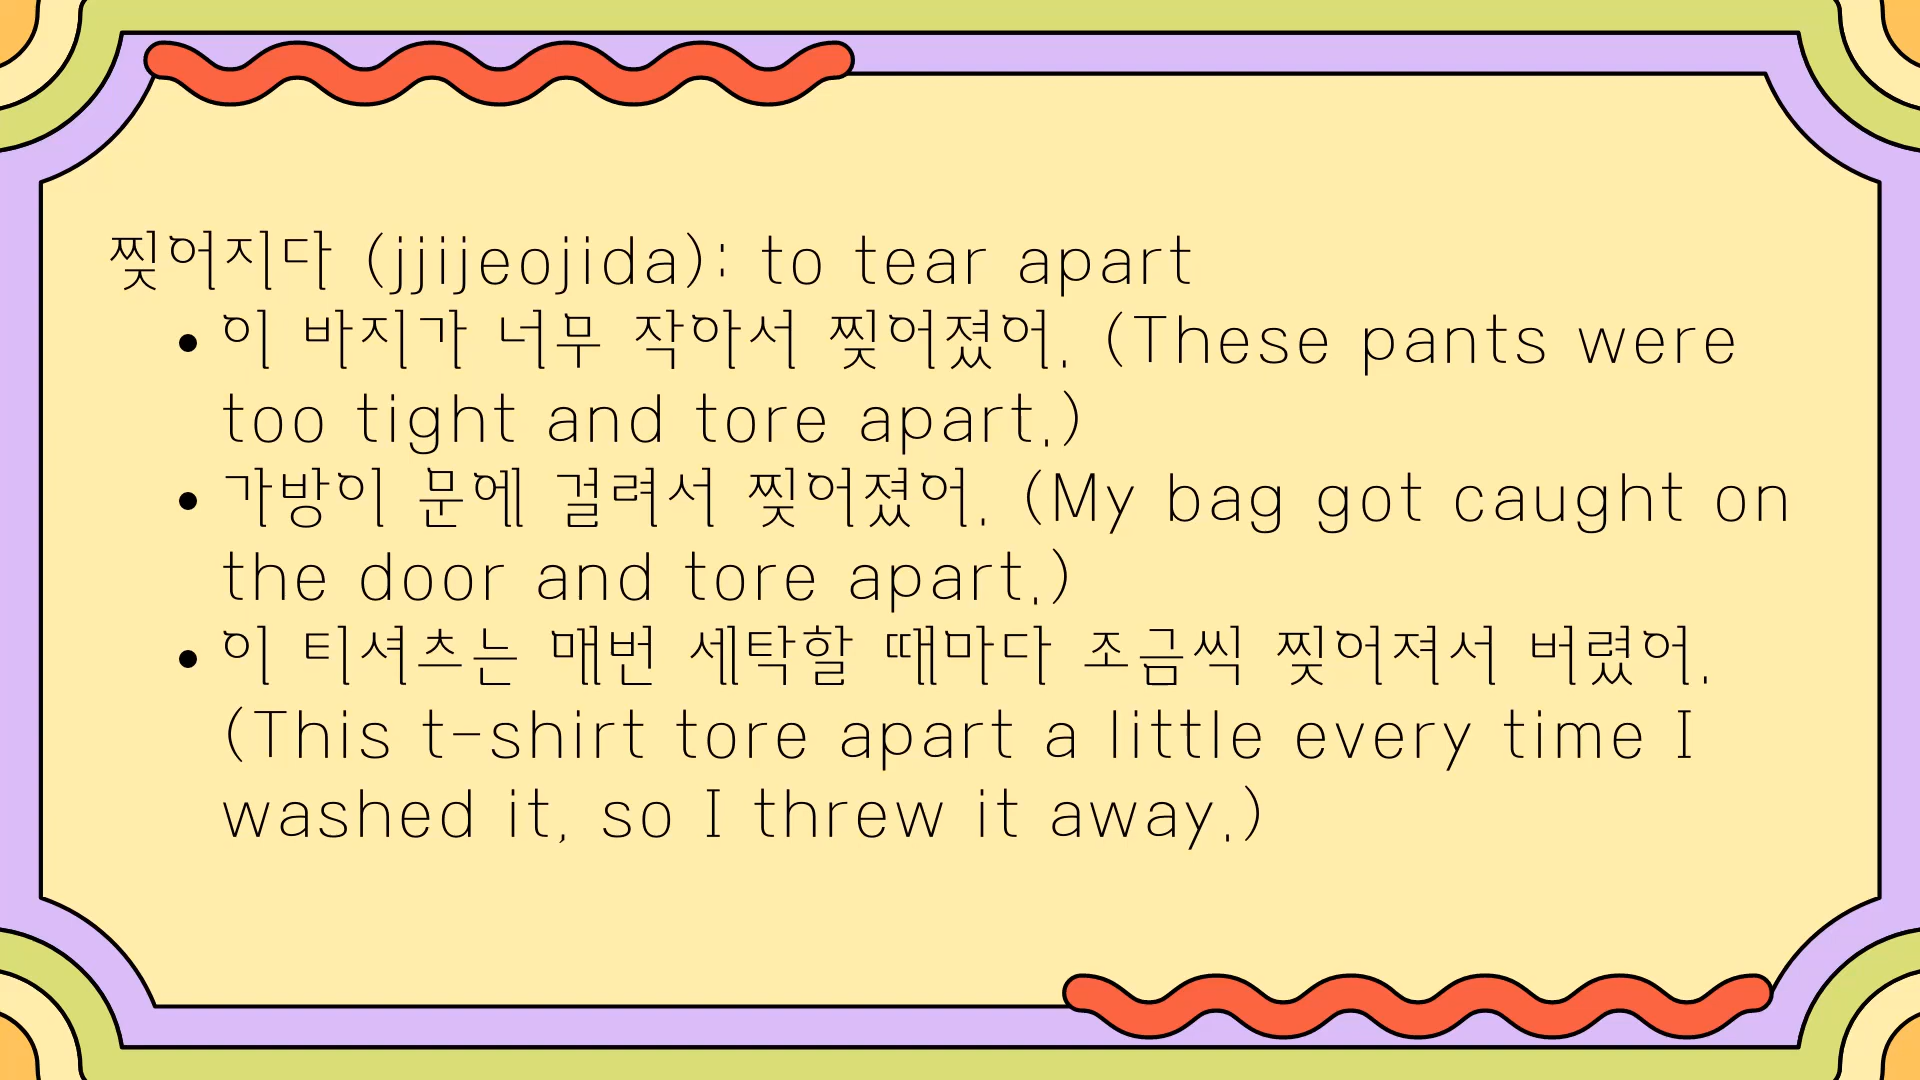 찢어지다 (jjijeojida): to tear apart
• 이 바지가 너무 작아서 찢어졌어. (These pants were
too tight and tore apart.)
• 가방이 문에 걸려서 찢어졌어. (My bag got caught on
the door and tore apart.)
• 이 티셔츠는 매번 세탁할 때마다 조금씩 찢어져서 버렸어.
(This t-shirt tore apart a little every time I
washed it, so I threw it away.)